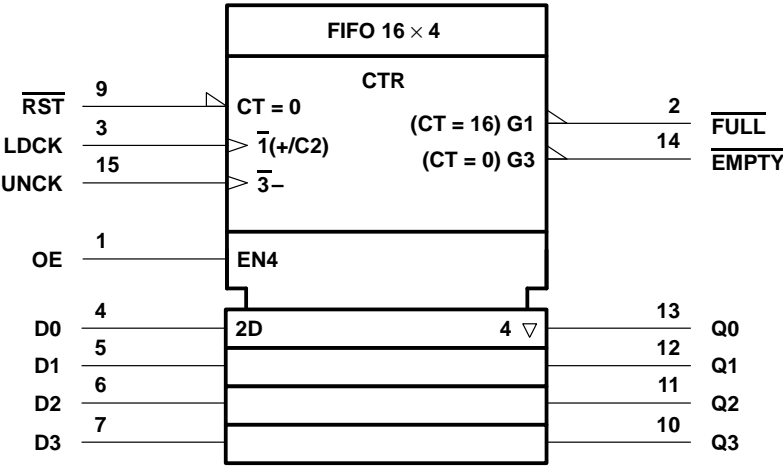 FIFO 16 × 4
CTR
RST̅ 9 CT = 0
LDCK 3 1̅(+/C2)
UNCK 15 3̅–
(CT = 16) G1 2 F̅U̅L̅L̅
(CT = 0) G3 14 E̅M̅P̅T̅Y̅
OE 1 EN4
D0 4 2D 4 ▽ 13 Q0
D1 5 12 Q1
D2 6 11 Q2
D3 7 10 Q3